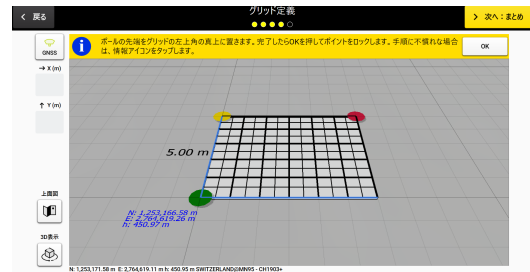 戻る
グリッド定義
次へ：まとめ
ポールの先端をグリッドの左上角の真上に置きます。完了したらOKを押してポイントをロックします。手順に不慣れな場合
は、情報アイコンをタップします。
OK
GNSS
→ X (m)
↑ Y (m)
5.00 m
上面図
N: 1,253,166.58 m
E: 2,764,619.26 m
h: 450.97 m
3D表示
N: 1,253,171.58 m E: 2,764,619.11 m h: 450.95 m SWITZERLAND@MN95 - CH1903+